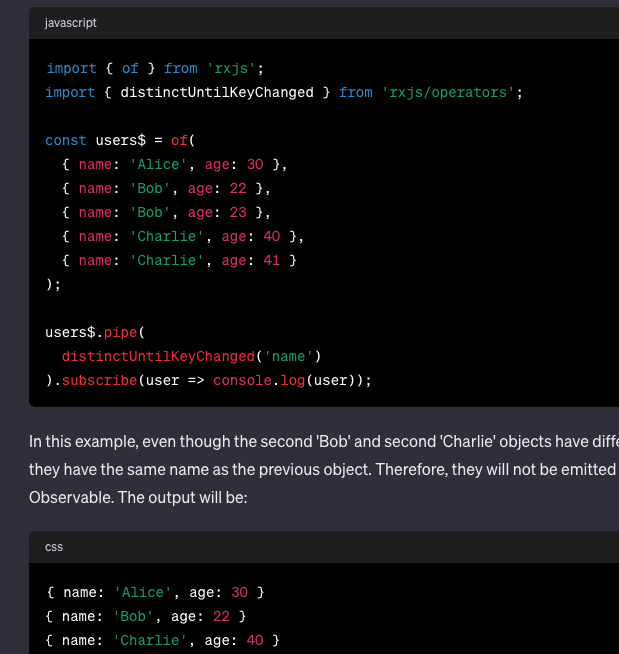 javascript
import { of } from 'rxjs';
import { distinctUntilKeyChanged } from 'rxjs/operators';
const users$ = of(
  { name: 'Alice', age: 30 },
  { name: 'Bob', age: 22 },
  { name: 'Bob', age: 23 },
  { name: 'Charlie', age: 40 },
  { name: 'Charlie', age: 41 }
);
users$.pipe(
  distinctUntilKeyChanged('name')
).subscribe(user => console.log(user));
In this example, even though the second 'Bob' and second 'Charlie' objects have diffe
they have the same name as the previous object. Therefore, they will not be emitted
Observable. The output will be:
css
{ name: 'Alice', age: 30 }
{ name: 'Bob', age: 22 }
{ name: 'Charlie', age: 40 }